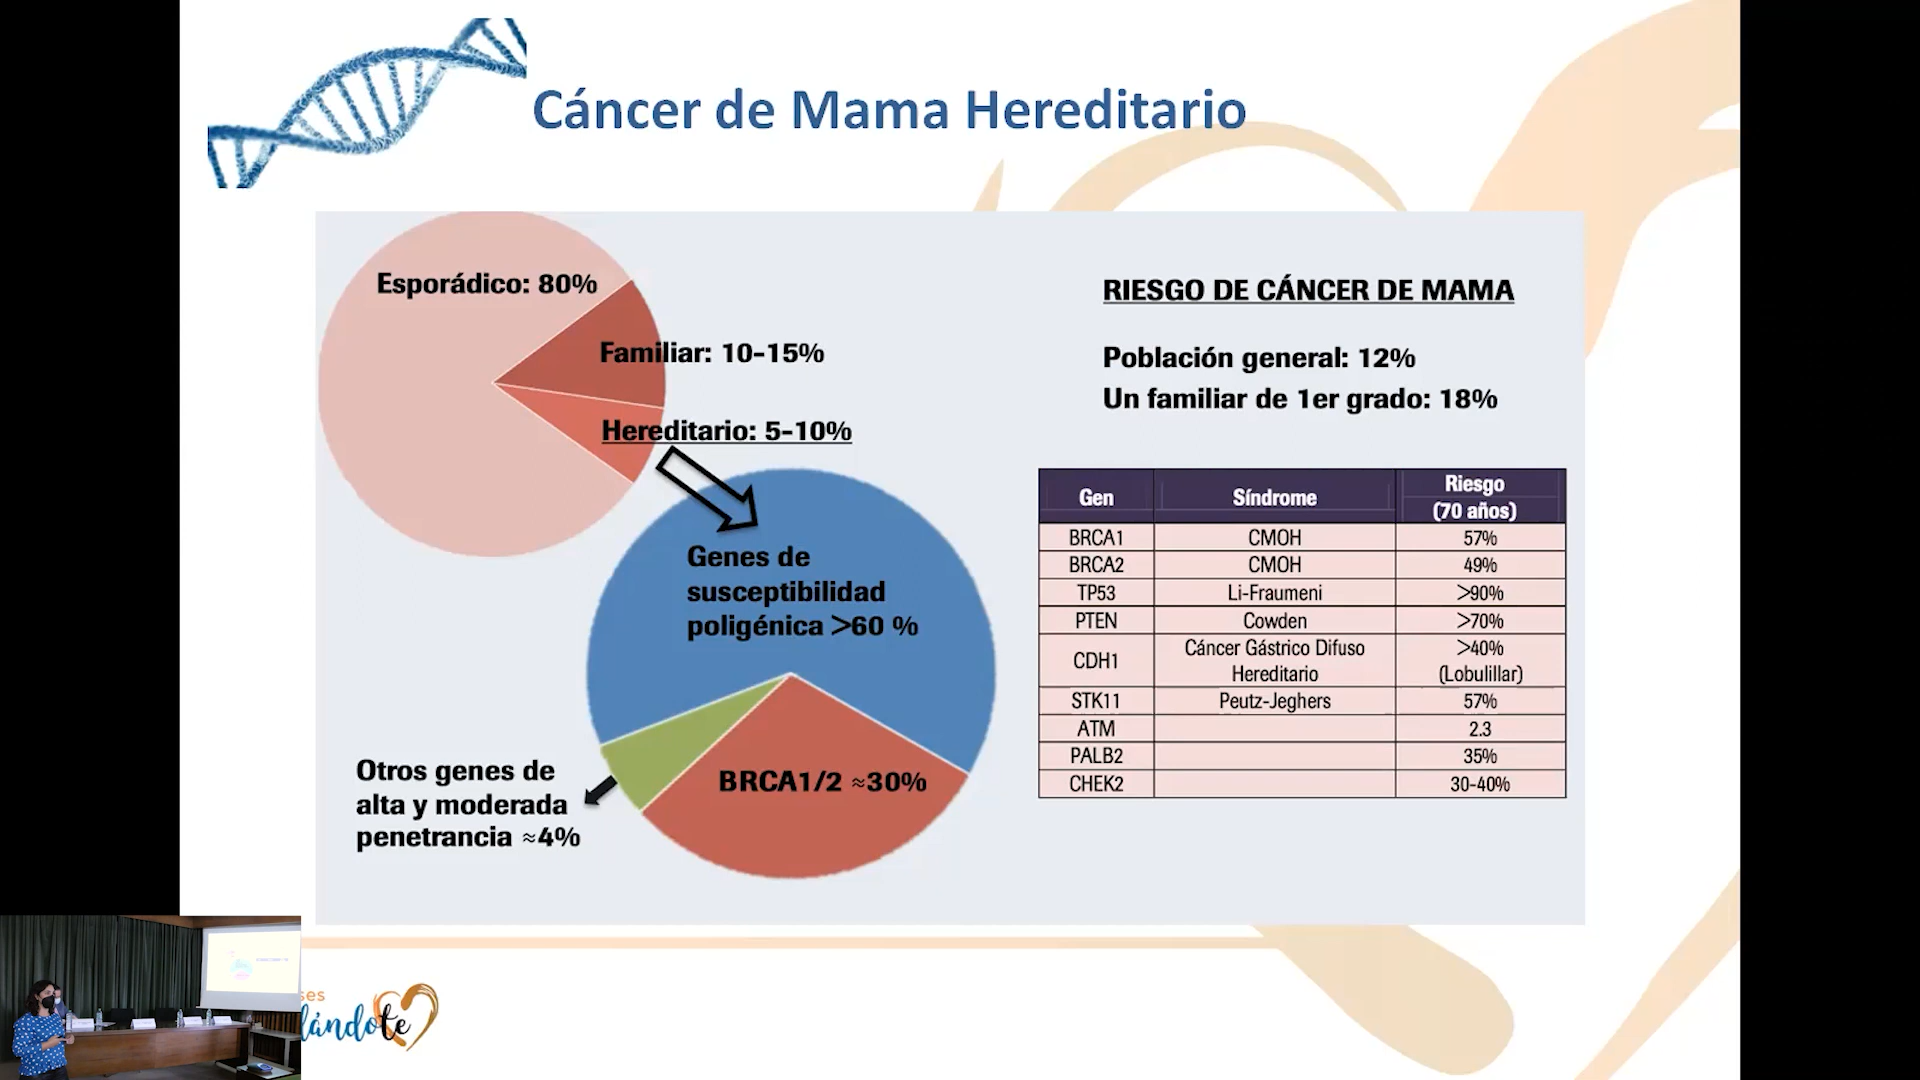 Cáncer de Mama Hereditario
Esporádico: 80%
Familiar: 10-15%
Hereditario: 5-10%
Genes de
susceptibilidad
poligénica >60 %
BRCA1/2 ≈30%
Otros genes de
alta y moderada
penetrancia ≈4%
RIESGO DE CÁNCER DE MAMA
Población general: 12%
Un familiar de 1er grado: 18%
Gen Síndrome Riesgo
(70 años)
BRCA1 CMOH 57%
BRCA2 CMOH 49%
TP53 Li-Fraumeni >90%
PTEN Cowden >70%
CDH1 Cáncer Gástrico Difuso
Hereditario >40%
(Lobulillar)
STK11 Peutz-Jeghers 57%
ATM 2.3
PALB2 35%
CHEK2 30-40%
ses
lándote